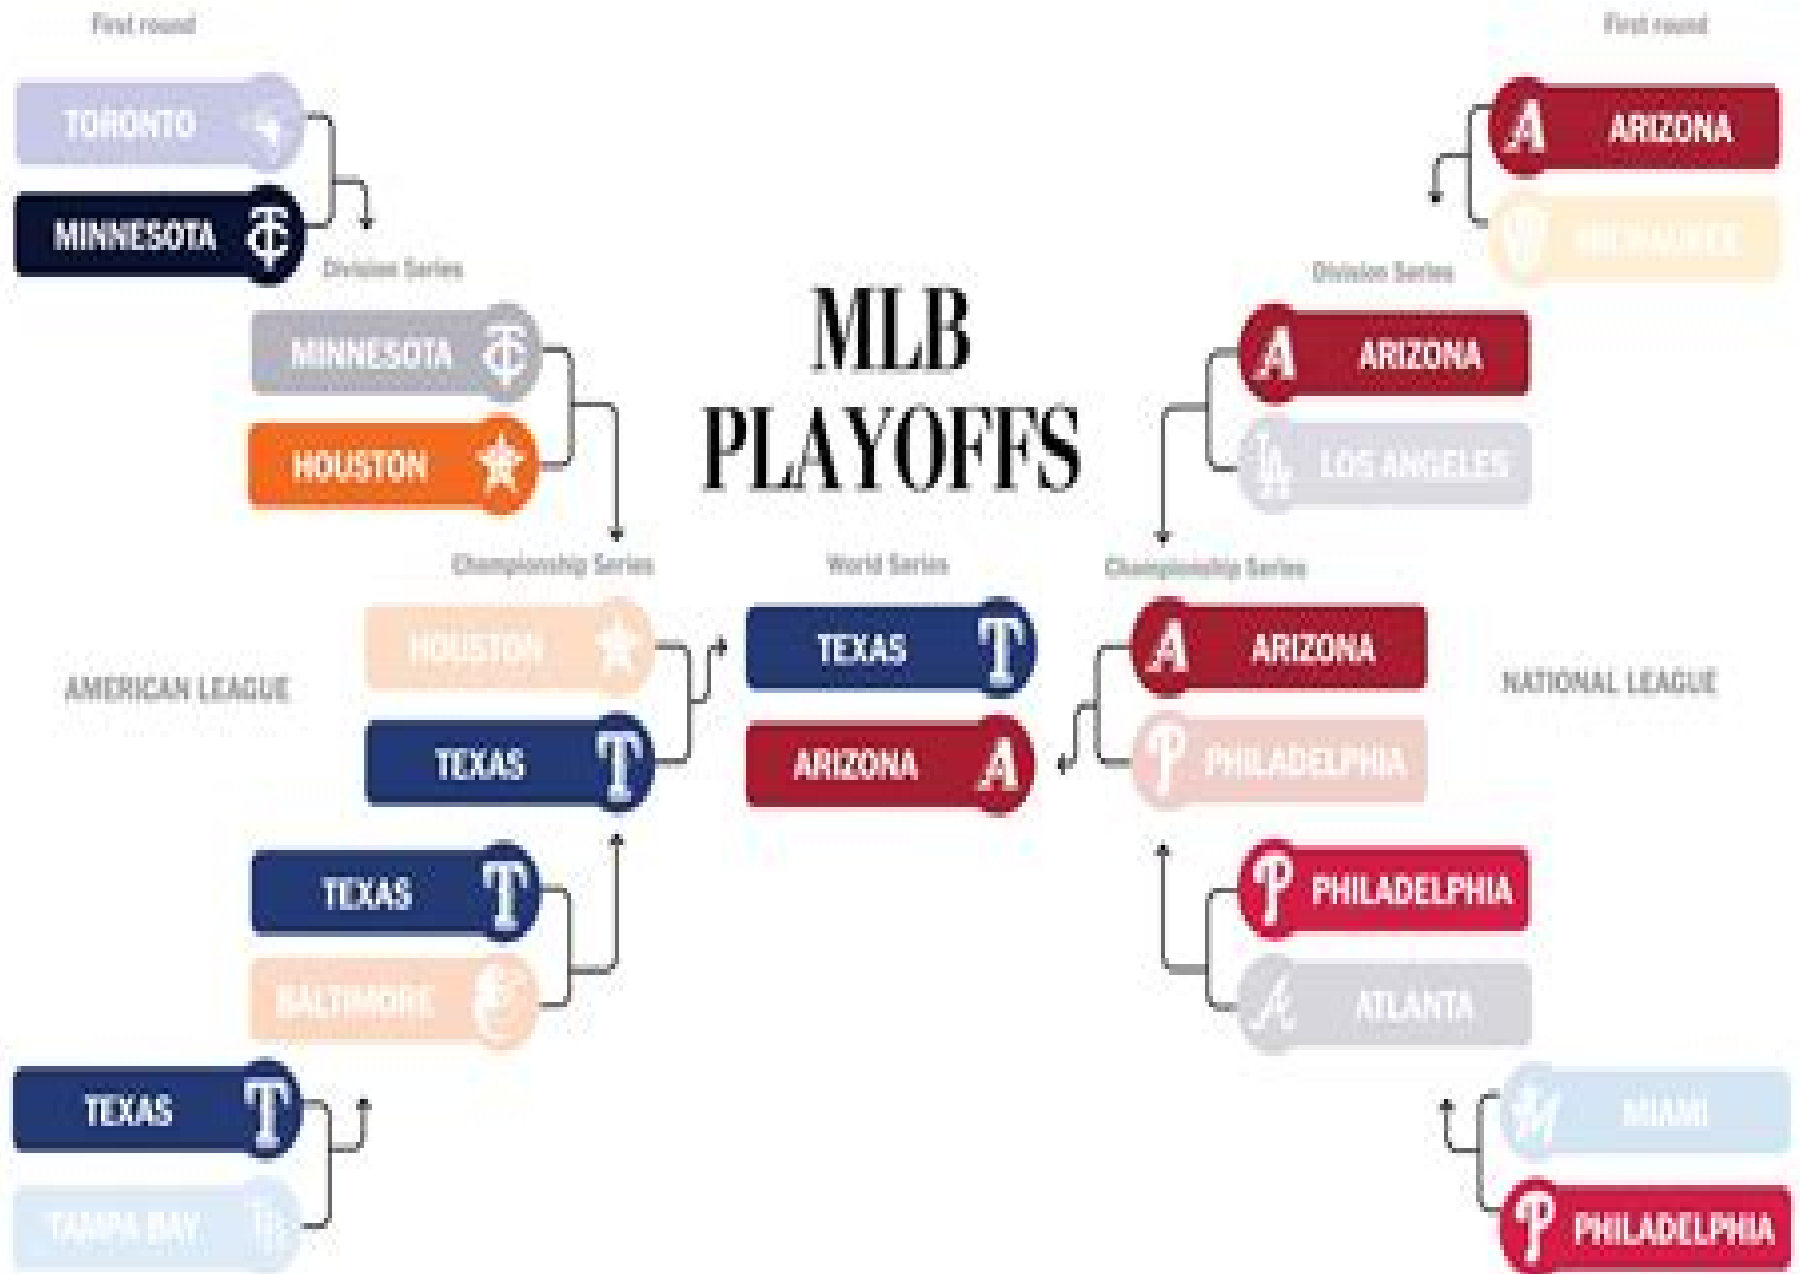 First round
First round
TORONTO
ARIZONA
MINNESOTA
MILWAUKEE
Division Series
Division Series
MLB
PLAYOFFS
MINNESOTA
ARIZONA
HOUSTON
LOS ANGELES
Championship Series
World Series
Championship Series
HOUSTON
TEXAS
ARIZONA
AMERICAN LEAGUE
NATIONAL LEAGUE
TEXAS
ARIZONA
PHILADELPHIA
TEXAS
PHILADELPHIA
BALTIMORE
ATLANTA
TEXAS
MIAMI
TAMPA BAY
PHILADELPHIA